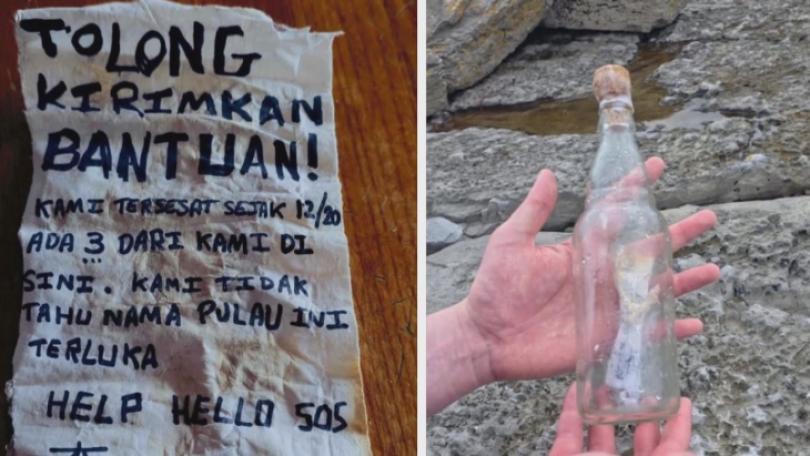 TOLONG
KIRIMKAN
BANTUAN!
KAMI TERSESAT SEJAK 12/20
ADA 3 DARI KAMI DI
SINI. KAMI TIDAK
TAHU NAMA PULAU INI
TERLUKA
HELP HELLO SOS